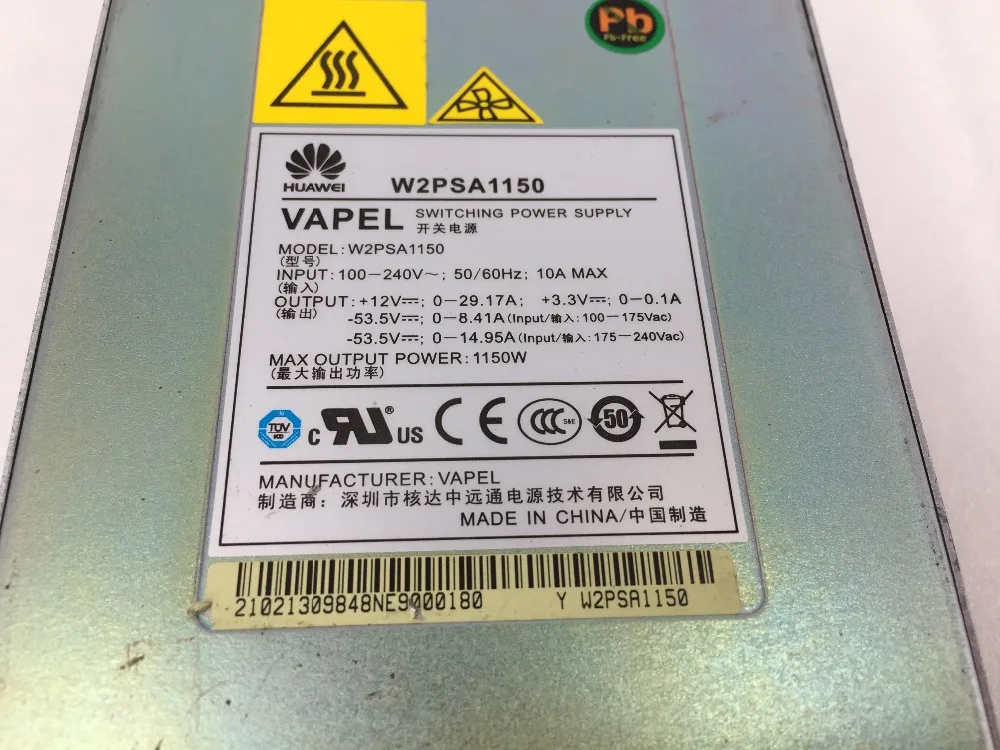 Pb
Pb-free
HUAWEI
W2PSA1150
VAPEL SWITCHING POWER SUPPLY
开关电源
MODEL: W2PSA1150
(型号)
INPUT: 100－240V～; 50/60Hz; 10A MAX
(输入)
OUTPUT: +12V⎓; 0－29.17A; +3.3V⎓; 0－0.1A
(输出)
-53.5V⎓; 0－8.41A (Input/输入: 100－175Vac)
-53.5V⎓; 0－14.95A (Input/输入: 175－240Vac)
MAX OUTPUT POWER: 1150W
(最大输出功率)
TÜV SÜD c RU ® US CE CCC S&E 50
MANUFACTURER: VAPEL
制造商: 深圳市核达中远通电源技术有限公司
MADE IN CHINA/中国制造
21021309848NE9000180 Y W2PSA1150